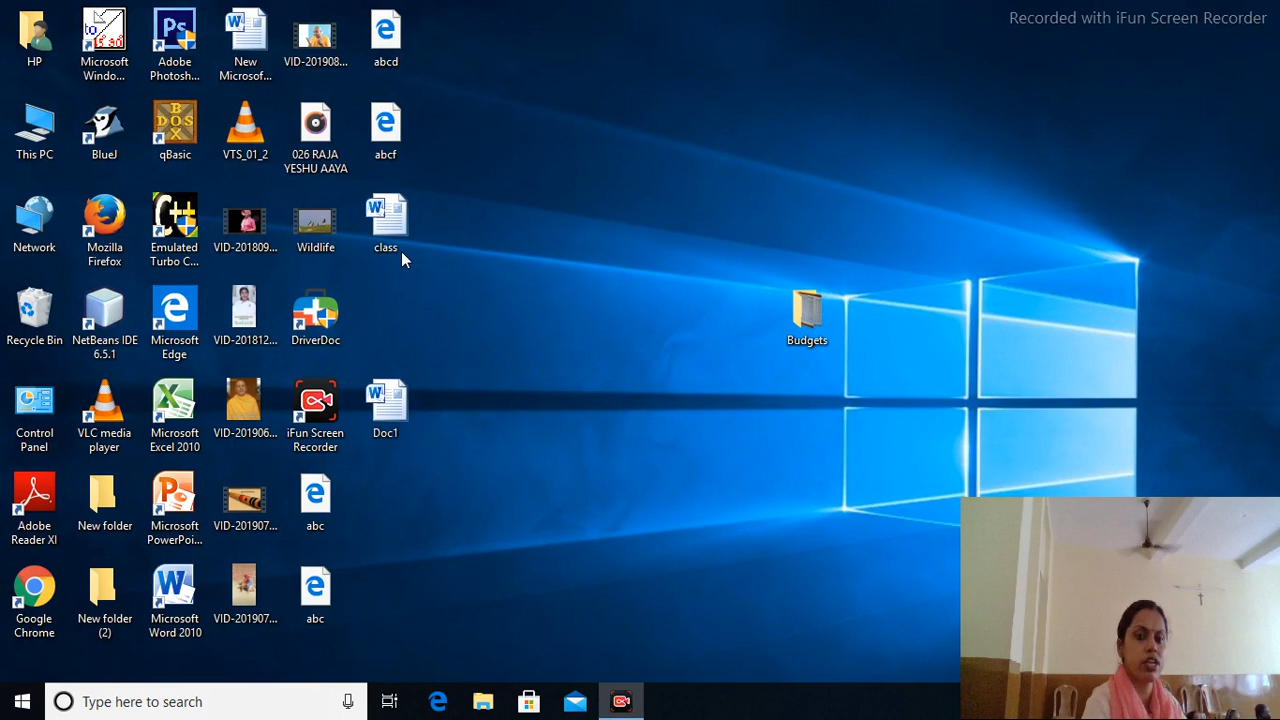 Recorded with iFun Screen Recorder
HP
Microsoft
Windo...
Adobe
Photosh...
New
Microsof...
VID-201908...
abcd
This PC
BlueJ
qBasic
VTS_01_2
026 RAJA
YESHU AAYA
abcf
Network
Mozilla
Firefox
Emulated
Turbo C...
VID-201809...
Wildlife
class
Recycle Bin
NetBeans IDE
6.5.1
Microsoft
Edge
VID-201812...
DriverDoc
Budgets
Control
Panel
VLC media
player
Microsoft
Excel 2010
VID-201906...
iFun Screen
Recorder
Doc1
Adobe
Reader XI
New folder
Microsoft
PowerPoi...
VID-201907...
abc
Google
Chrome
New folder
(2)
Microsoft
Word 2010
VID-201907...
abc
Type here to search